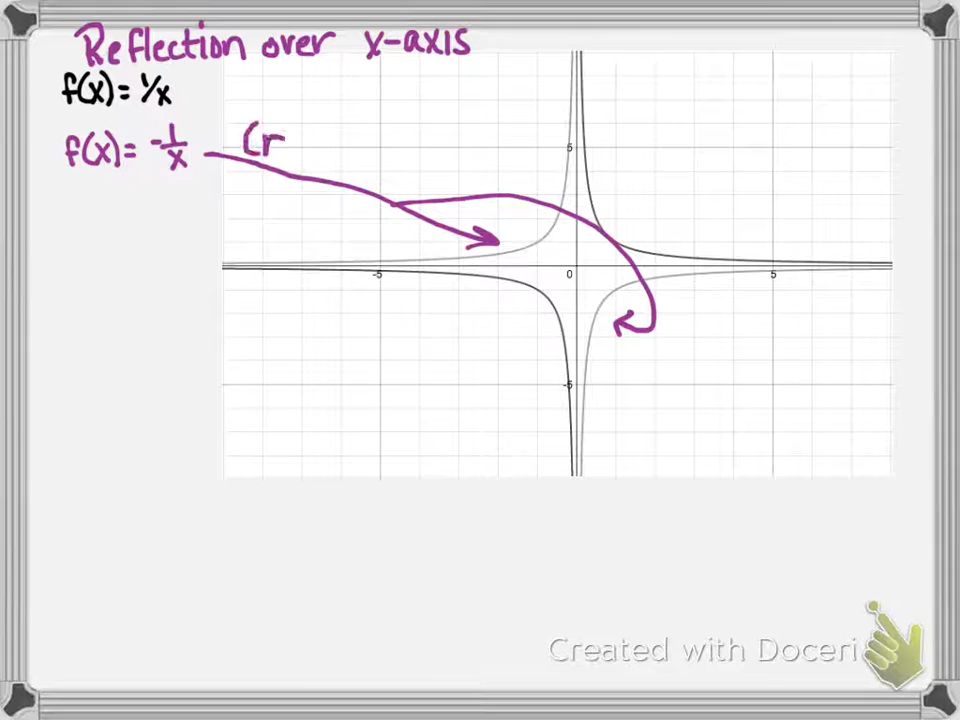 Reflection over x-axis
f(x) = 1/x
f(x) = -1/x (r
5
-5 0 5
-5
Created with Doceri